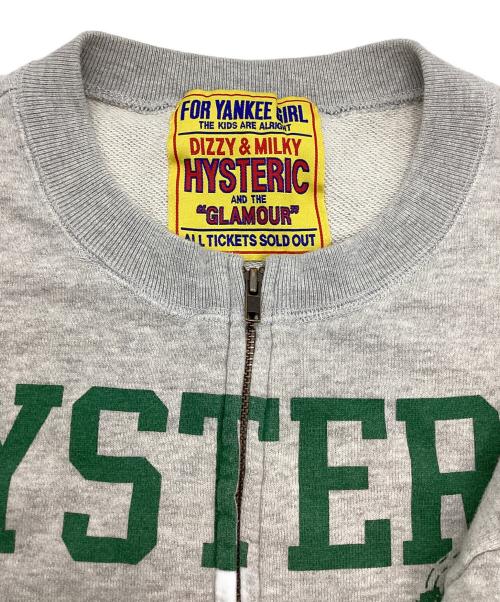 FOR YANKEE GIRL
THE KIDS ARE ALRIGHT
DIZZY & MILKY
HYSTERIC
AND THE
"GLAMOUR"
ALL TICKETS SOLD OUT
YSTER